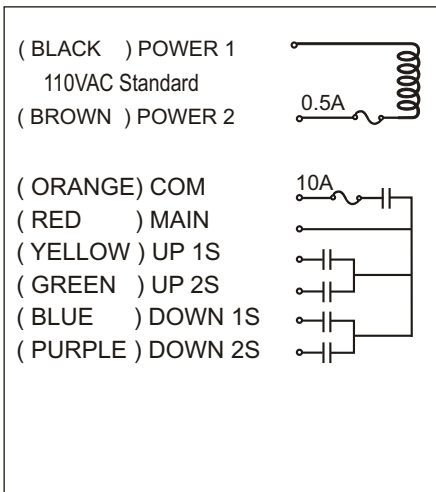 ( BLACK ) POWER 1
110VAC Standard
( BROWN ) POWER 2
0.5A
( ORANGE) COM
10A
( RED ) MAIN
( YELLOW ) UP 1S
( GREEN ) UP 2S
( BLUE ) DOWN 1S
( PURPLE ) DOWN 2S